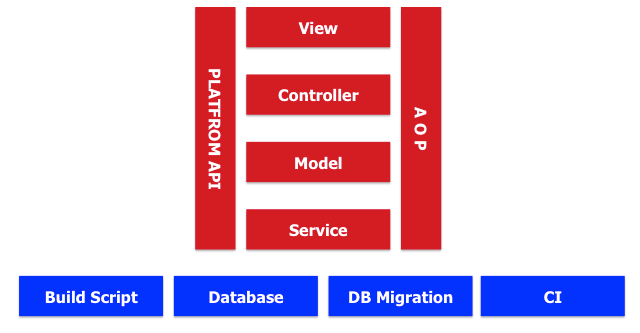 View
PLATFROM API
Controller
A O P
Model
Service
Build Script
Database
DB Migration
CI